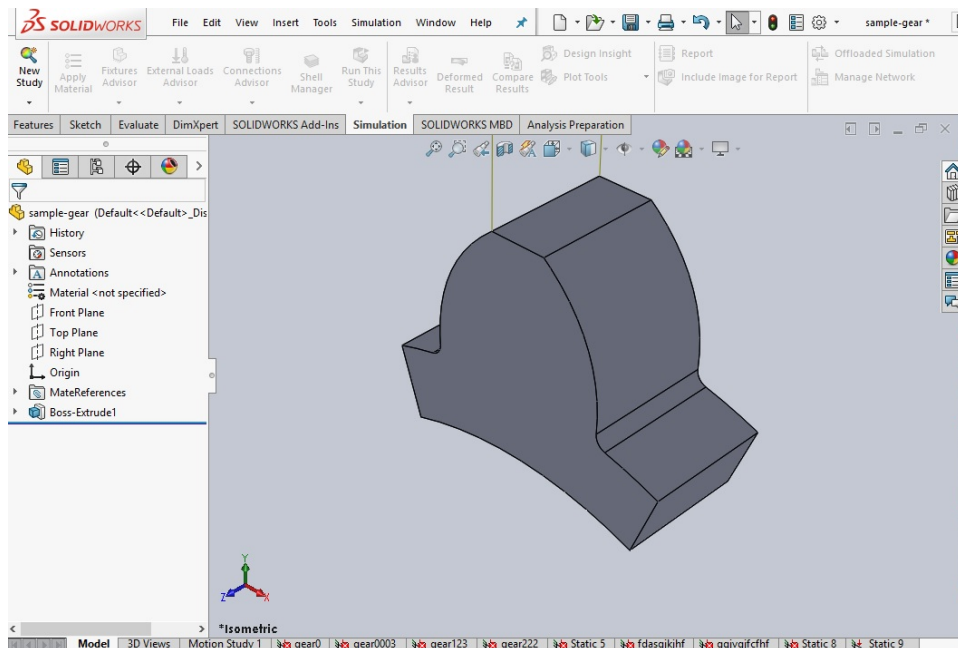 SOLIDWORKS File Edit View Insert Tools Simulation Window Help sample-gear *
New Study
Apply Material
Fixtures Advisor
External Loads Advisor
Connections Advisor
Shell Manager
Run This Study
Results Advisor
Deformed Result
Compare Results
Design Insight
Plot Tools
Report
Include Image for Report
Offloaded Simulation
Manage Network
Features Sketch Evaluate DimXpert SOLIDWORKS Add-Ins Simulation SOLIDWORKS MBD Analysis Preparation
sample-gear (Default<<Default>_Dis
History
Sensors
Annotations
Material <not specified>
Front Plane
Top Plane
Right Plane
Origin
MateReferences
Boss-Extrude1
Y
Z X
*Isometric
Model 3D Views Motion Study 1 gear0 gear0003 gear123 gear222 Static 5 Static 8 Static 9